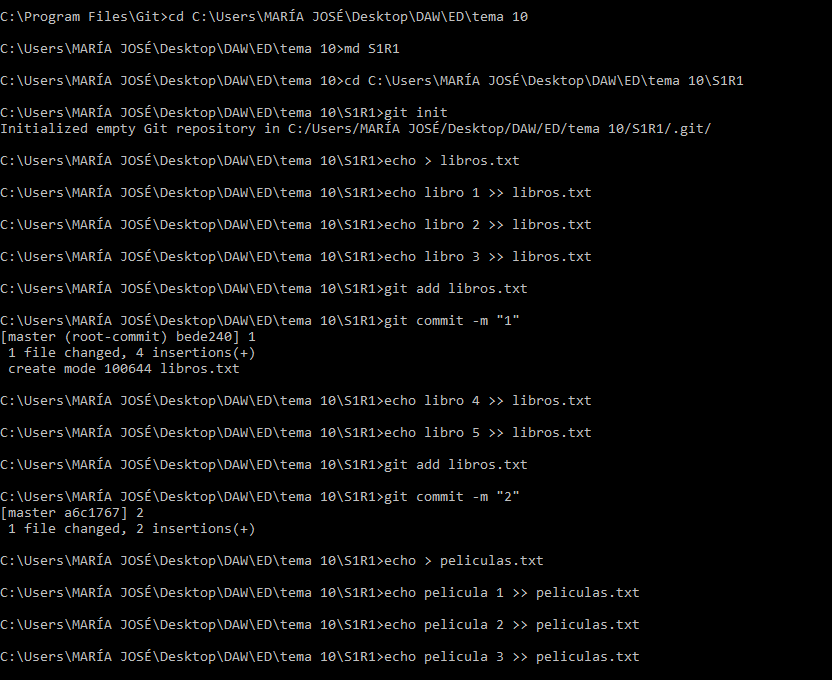 C:\Program Files\Git>cd C:\Users\MARÍA JOSÉ\Desktop\DAW\ED\tema 10
C:\Users\MARÍA JOSÉ\Desktop\DAW\ED\tema 10>md S1R1
C:\Users\MARÍA JOSÉ\Desktop\DAW\ED\tema 10>cd C:\Users\MARÍA JOSÉ\Desktop\DAW\ED\tema 10\S1R1
C:\Users\MARÍA JOSÉ\Desktop\DAW\ED\tema 10\S1R1>git init
Initialized empty Git repository in C:/Users/MARÍA JOSÉ/Desktop/DAW/ED/tema 10/S1R1/.git/
C:\Users\MARÍA JOSÉ\Desktop\DAW\ED\tema 10\S1R1>echo > libros.txt
C:\Users\MARÍA JOSÉ\Desktop\DAW\ED\tema 10\S1R1>echo libro 1 >> libros.txt
C:\Users\MARÍA JOSÉ\Desktop\DAW\ED\tema 10\S1R1>echo libro 2 >> libros.txt
C:\Users\MARÍA JOSÉ\Desktop\DAW\ED\tema 10\S1R1>echo libro 3 >> libros.txt
C:\Users\MARÍA JOSÉ\Desktop\DAW\ED\tema 10\S1R1>git add libros.txt
C:\Users\MARÍA JOSÉ\Desktop\DAW\ED\tema 10\S1R1>git commit -m "1"
[master (root-commit) bede240] 1
 1 file changed, 4 insertions(+)
 create mode 100644 libros.txt
C:\Users\MARÍA JOSÉ\Desktop\DAW\ED\tema 10\S1R1>echo libro 4 >> libros.txt
C:\Users\MARÍA JOSÉ\Desktop\DAW\ED\tema 10\S1R1>echo libro 5 >> libros.txt
C:\Users\MARÍA JOSÉ\Desktop\DAW\ED\tema 10\S1R1>git add libros.txt
C:\Users\MARÍA JOSÉ\Desktop\DAW\ED\tema 10\S1R1>git commit -m "2"
[master a6c1767] 2
 1 file changed, 2 insertions(+)
C:\Users\MARÍA JOSÉ\Desktop\DAW\ED\tema 10\S1R1>echo > peliculas.txt
C:\Users\MARÍA JOSÉ\Desktop\DAW\ED\tema 10\S1R1>echo pelicula 1 >> peliculas.txt
C:\Users\MARÍA JOSÉ\Desktop\DAW\ED\tema 10\S1R1>echo pelicula 2 >> peliculas.txt
C:\Users\MARÍA JOSÉ\Desktop\DAW\ED\tema 10\S1R1>echo pelicula 3 >> peliculas.txt